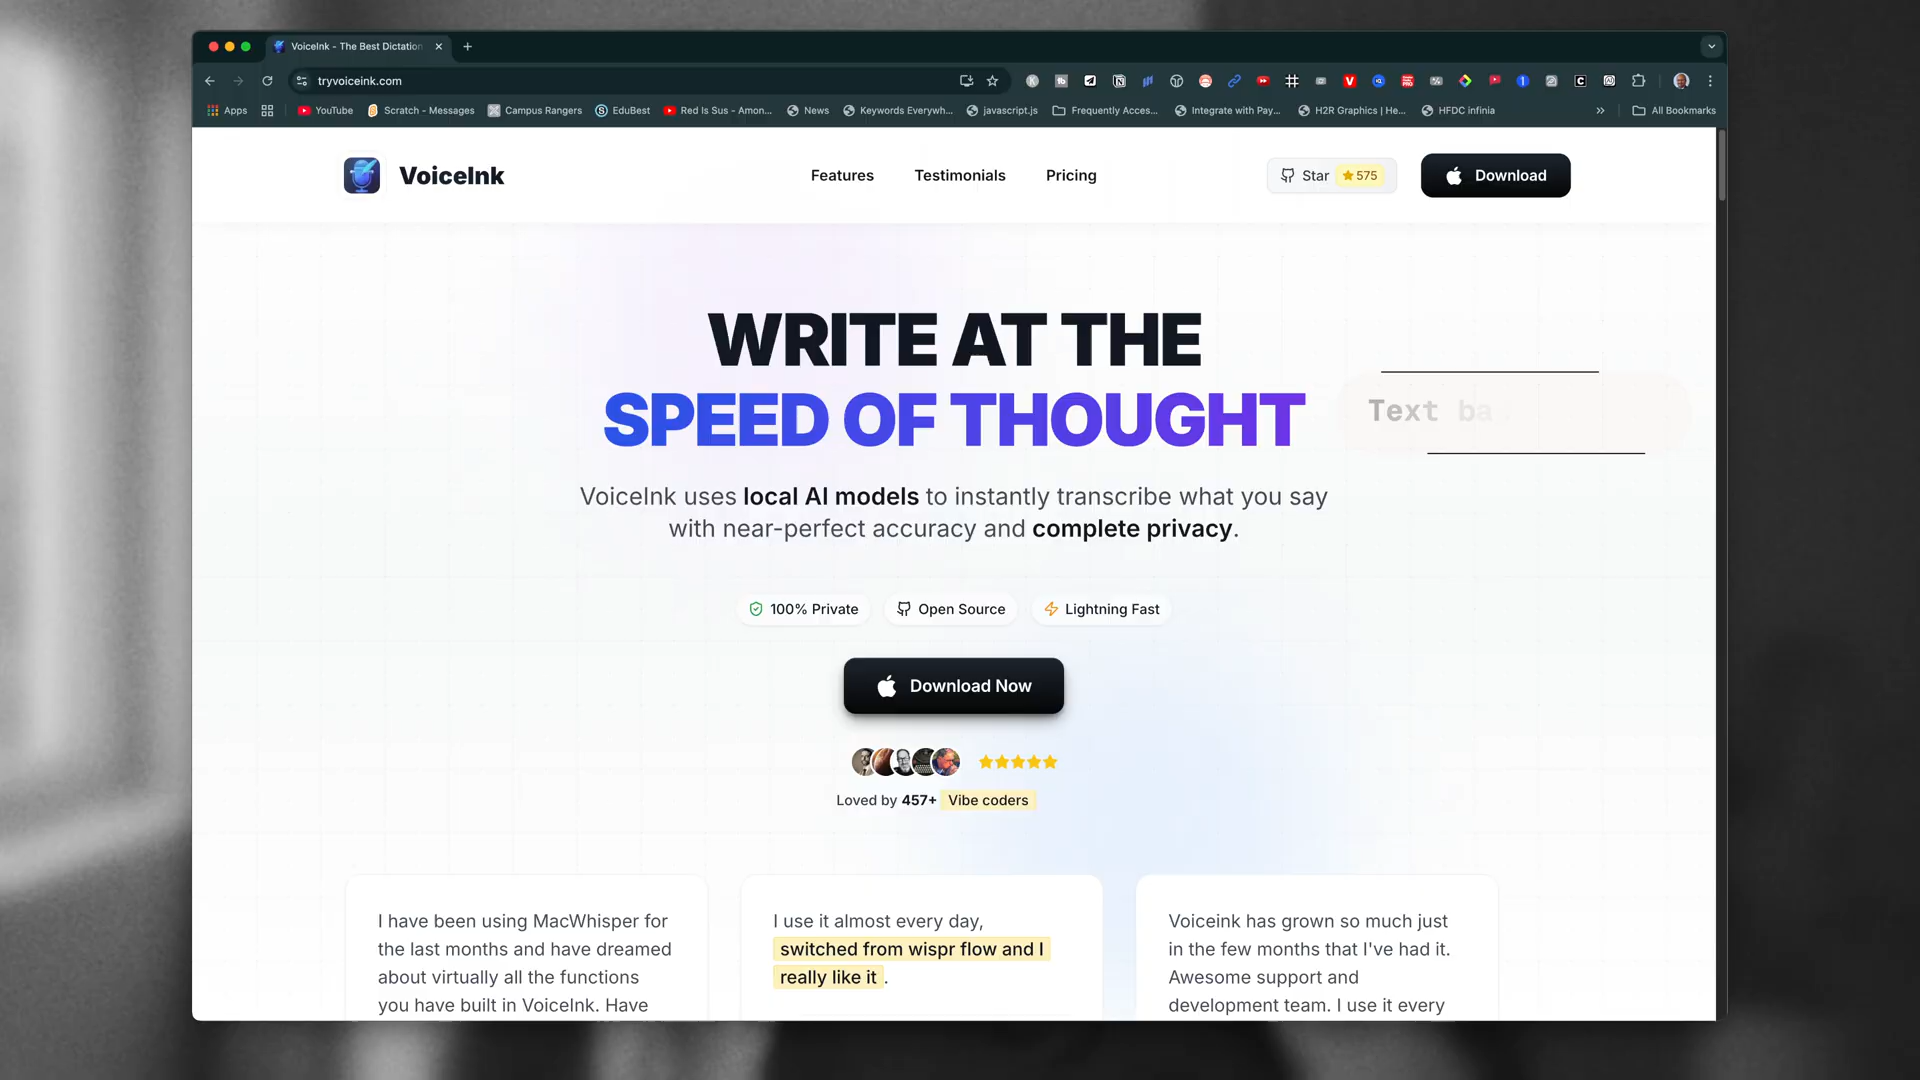 VoiceInk - The Best Dictation
tryvoiceink.com
Apps
YouTube
Scratch - Messages
Campus Rangers
EduBest
Red Is Sus - Amon...
News
Keywords Everywh...
javascript.js
Frequently Acces...
Integrate with Pay...
H2R Graphics | He...
HFDC infinia
All Bookmarks
VoiceInk
Features
Testimonials
Pricing
Star 575
Download
WRITE AT THE
SPEED OF THOUGHT
Text ba
VoiceInk uses local AI models to instantly transcribe what you say
with near-perfect accuracy and complete privacy.
100% Private
Open Source
Lightning Fast
Download Now
Loved by 457+ Vibe coders
I have been using MacWhisper for
the last months and have dreamed
about virtually all the functions
you have built in VoiceInk. Have
I use it almost every day,
switched from wispr flow and I
really like it .
Voiceink has grown so much just
in the few months that I've had it.
Awesome support and
development team. I use it every